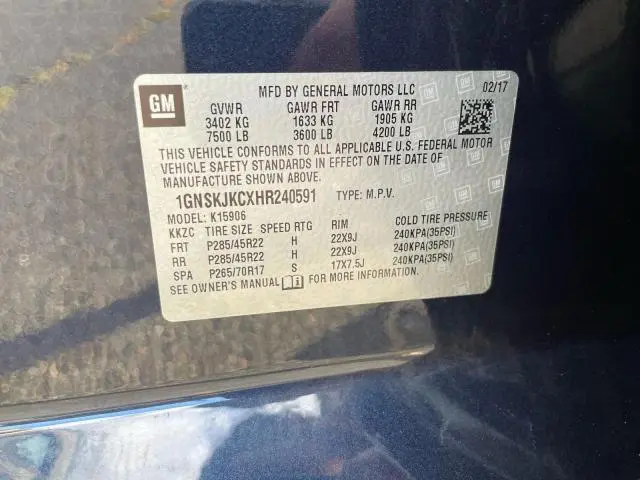 GM
MFD BY GENERAL MOTORS LLC 02/17
GVWR GAWR FRT GAWR RR
3402 KG 1633 KG 1905 KG
7500 LB 3600 LB 4200 LB
THIS VEHICLE CONFORMS TO ALL APPLICABLE U.S. FEDERAL MOTOR
VEHICLE SAFETY STANDARDS IN EFFECT ON THE DATE OF
MANUFACTURE SHOWN ABOVE.
1GNSKJKCXHR240591 TYPE: M.P.V.
MODEL: K15906
KKZC TIRE SIZE SPEED RTG RIM COLD TIRE PRESSURE
FRT P285/45R22 H 22X9J 240KPA(35PSI)
RR P285/45R22 H 22X9J 240KPA(35PSI)
SPA P265/70R17 S 17X7.5J 240KPA(35PSI)
SEE OWNER'S MANUAL FOR MORE INFORMATION.